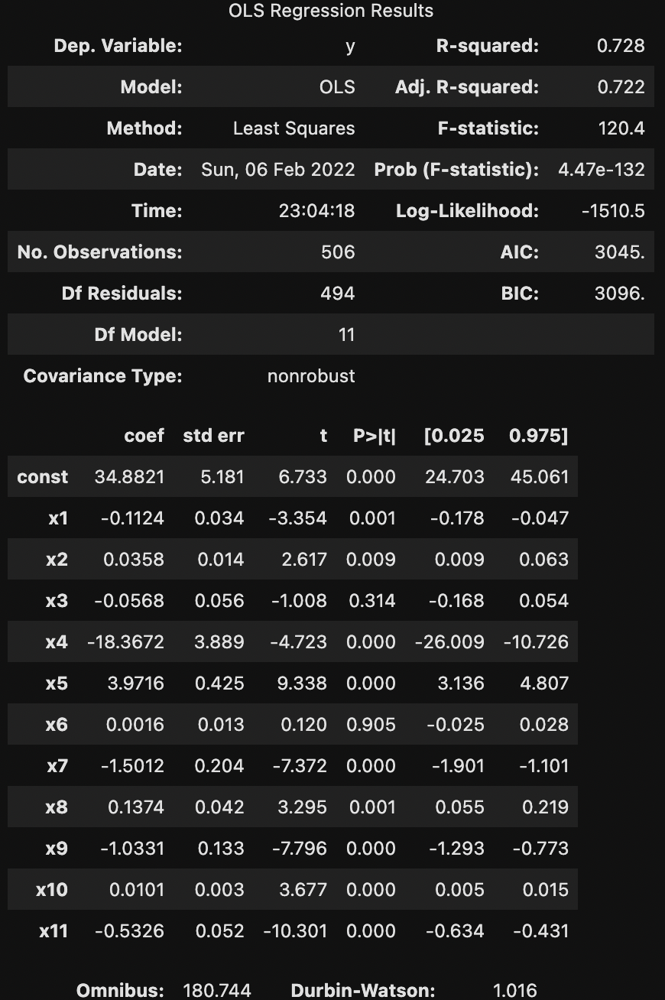 OLS Regression Results
Dep. Variable: y R-squared: 0.728
Model: OLS Adj. R-squared: 0.722
Method: Least Squares F-statistic: 120.4
Date: Sun, 06 Feb 2022 Prob (F-statistic): 4.47e-132
Time: 23:04:18 Log-Likelihood: -1510.5
No. Observations: 506 AIC: 3045.
Df Residuals: 494 BIC: 3096.
Df Model: 11
Covariance Type: nonrobust
coef std err t P>|t| [0.025 0.975]
const 34.8821 5.181 6.733 0.000 24.703 45.061
x1 -0.1124 0.034 -3.354 0.001 -0.178 -0.047
x2 0.0358 0.014 2.617 0.009 0.009 0.063
x3 -0.0568 0.056 -1.008 0.314 -0.168 0.054
x4 -18.3672 3.889 -4.723 0.000 -26.009 -10.726
x5 3.9716 0.425 9.338 0.000 3.136 4.807
x6 0.0016 0.013 0.120 0.905 -0.025 0.028
x7 -1.5012 0.204 -7.372 0.000 -1.901 -1.101
x8 0.1374 0.042 3.295 0.001 0.055 0.219
x9 -1.0331 0.133 -7.796 0.000 -1.293 -0.773
x10 0.0101 0.003 3.677 0.000 0.005 0.015
x11 -0.5326 0.052 -10.301 0.000 -0.634 -0.431
Omnibus: 180.744 Durbin-Watson: 1.016